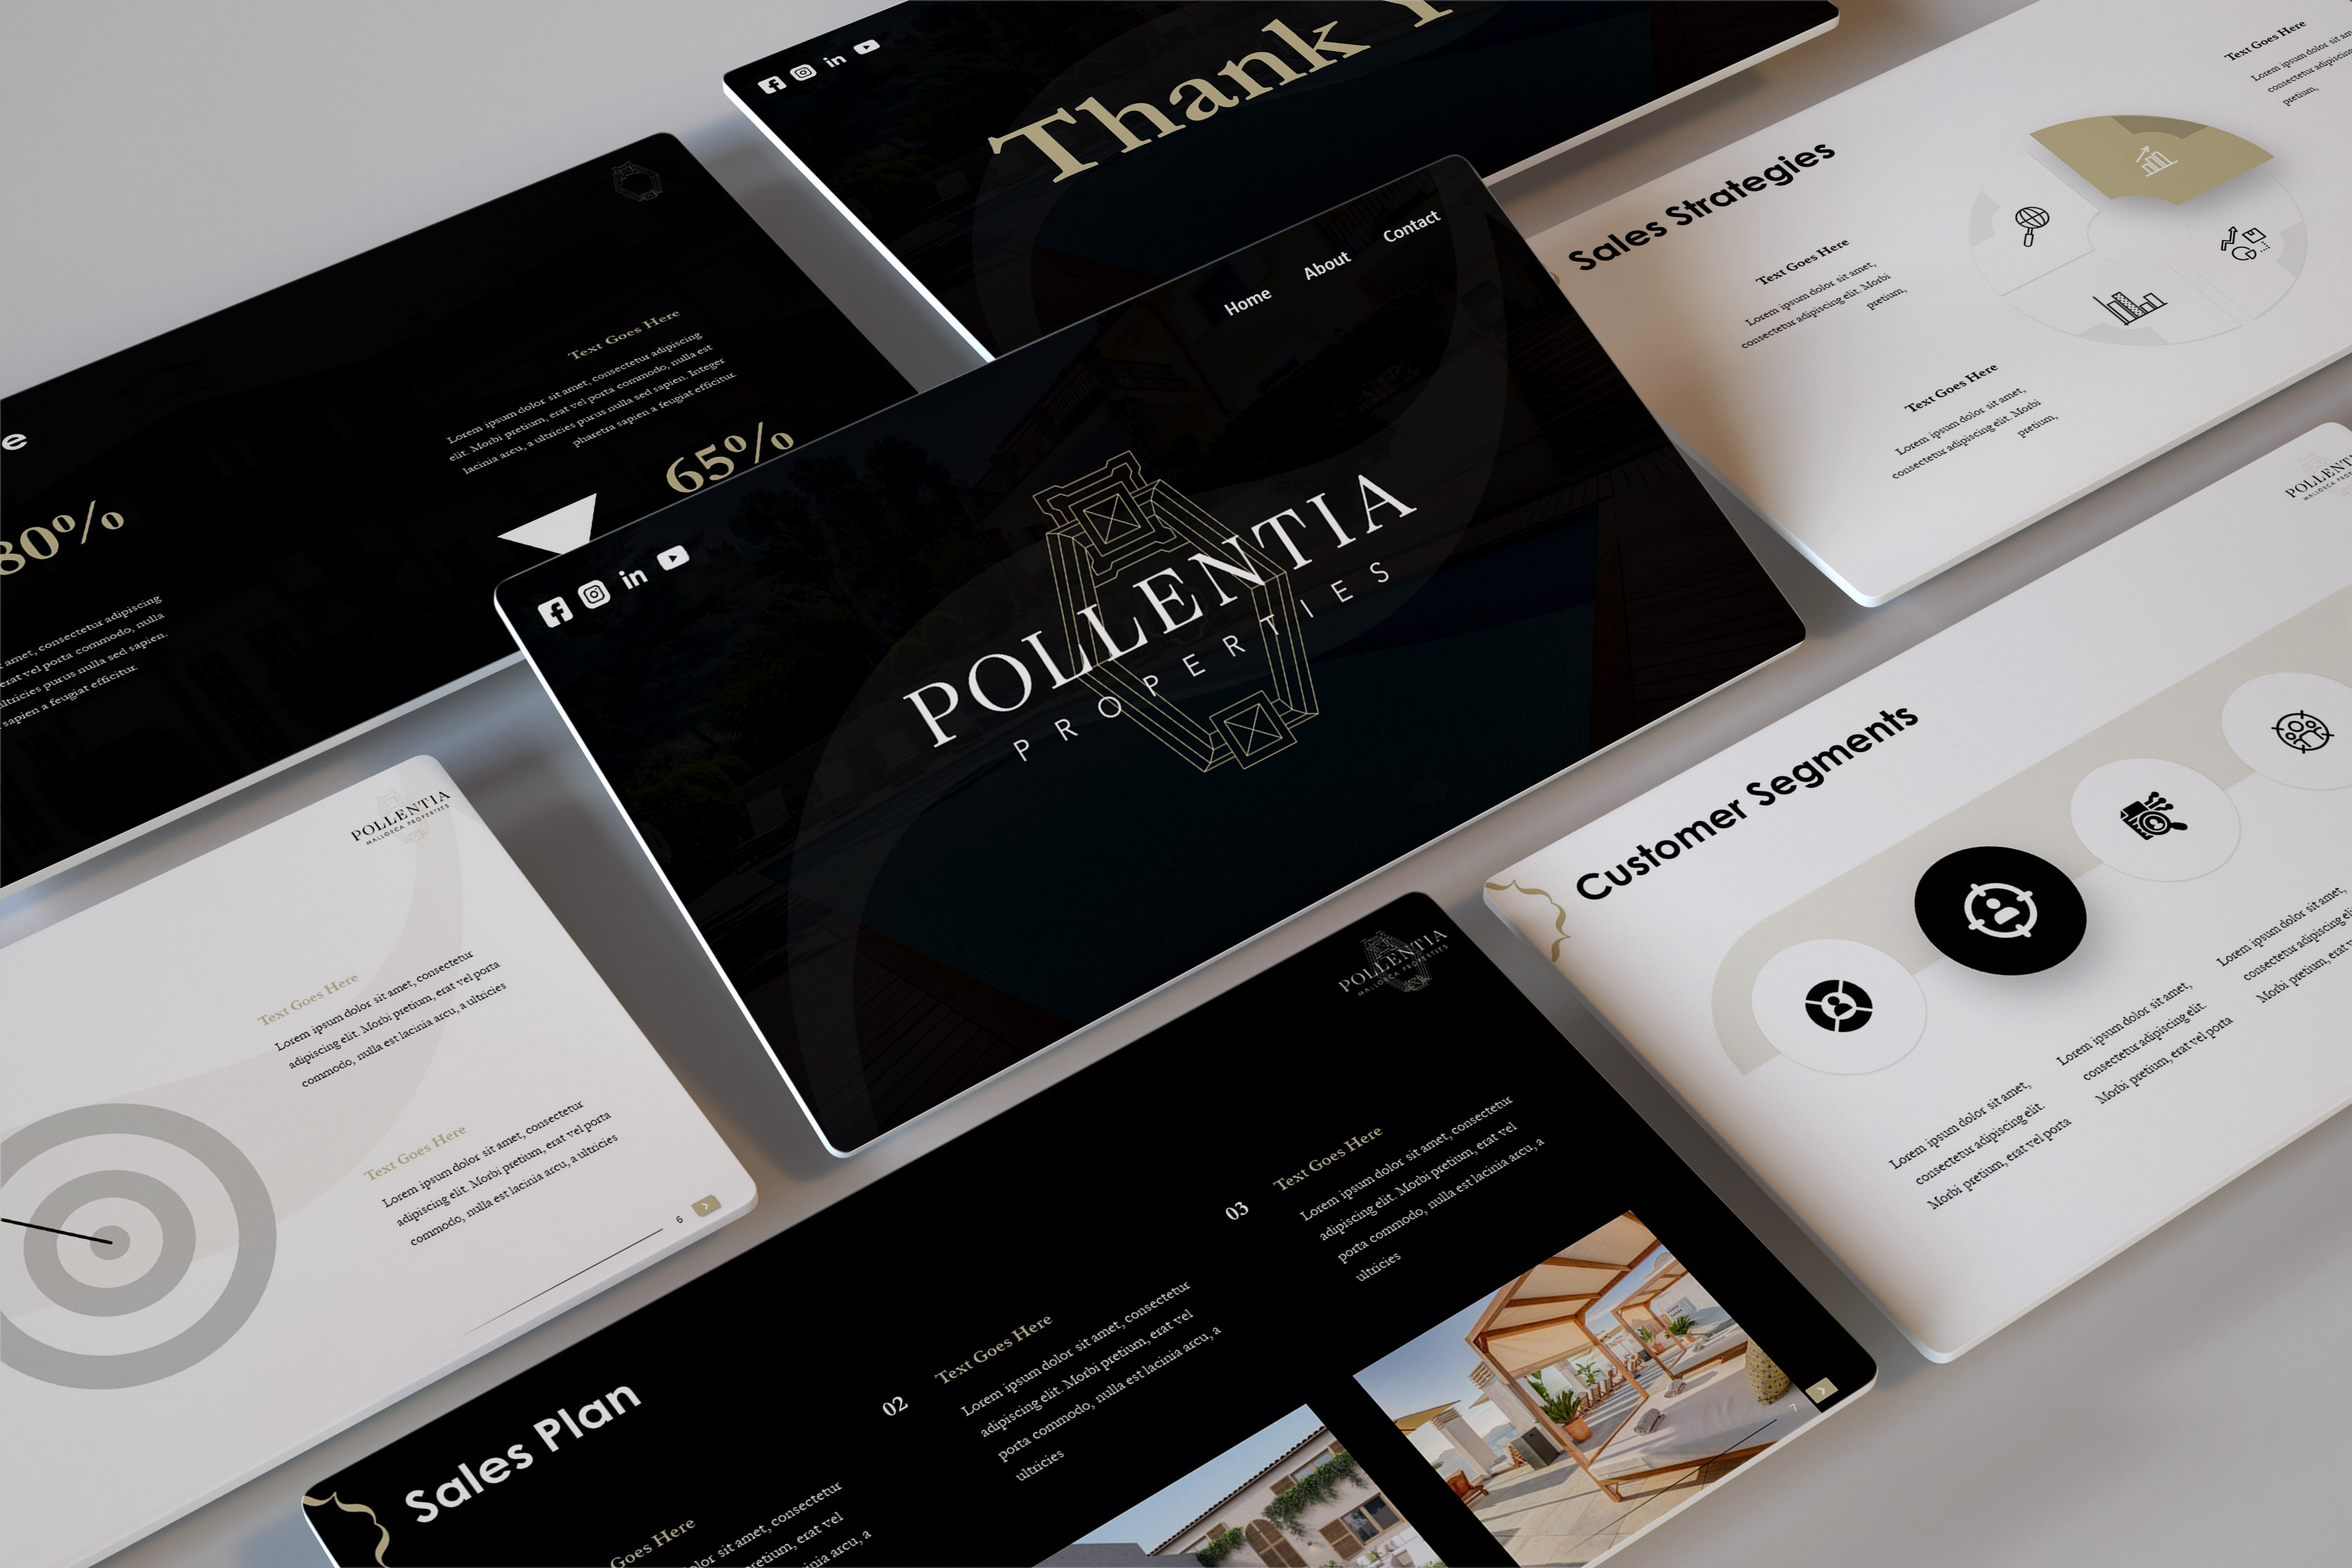 Thank Y
e
Text Goes Here
Lorem ipsum dolor sit amet, consectetur adipiscing
elit. Morbi pretium, erat vel porta commodo, nulla est
lacinia arcu, a ultricies purus nulla sed sapien. Integer
pharetra sapien a feugiat efficitur.
65%
80%
amet, consectetur adipiscing
erat vel porta commodo, nulla
ultricies purus nulla sed sapien.
sapien a feugiat efficitur.
Home
About
Contact
POLLENTIA
PROPERTIES
Sales Strategies
Text Goes Here
Lorem ipsum dolor sit amet,
consectetur adipiscing elit. Morbi
pretium,
Text Goes Here
Lorem ipsum dolor sit amet,
consectetur adipiscing elit. Morbi
pretium,
Text Goes Here
Lorem ipsum dolor sit
consectetur adipiscing
pretium,
POLLENTIA
MALLORCA PROPERTIES
Text Goes Here
Lorem ipsum dolor sit amet, consectetur
adipiscing elit. Morbi pretium, erat vel porta
commodo, nulla est lacinia arcu, a ultricies
Text Goes Here
Lorem ipsum dolor sit amet, consectetur
adipiscing elit. Morbi pretium, erat vel porta
commodo, nulla est lacinia arcu, a ultricies
6
Customer Segments
POLLENT
MALLORCA P
Lorem ipsum dolor sit amet,
consectetur adipiscing elit.
Morbi pretium, erat vel porta
Lorem ipsum dolor sit amet,
consectetur adipiscing elit.
Morbi pretium, erat vel porta
Lorem ipsum dolor sit amet,
consectetur adipiscing
Morbi pretium, erat
Sales Plan
POLLENTIA
MALLORCA PROPERTIES
Goes Here
dolor sit amet, consectetur
pretium, erat vel
lacinia arcu, a
02
Text Goes Here
Lorem ipsum dolor sit amet, consectetur
adipiscing elit. Morbi pretium, erat vel
porta commodo, nulla est lacinia arcu, a
ultricies
03
Text Goes Here
Lorem ipsum dolor sit amet, consectetur
adipiscing elit. Morbi pretium, erat vel
porta commodo, nulla est lacinia arcu, a
ultricies
7